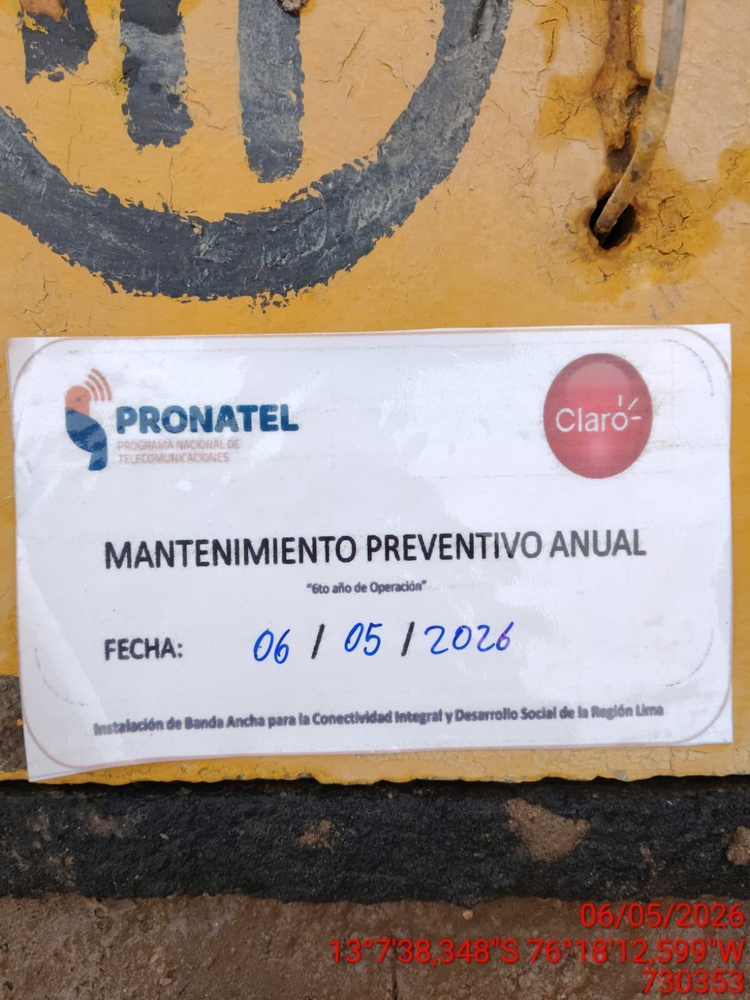 PRONATEL
PROGRAMA NACIONAL DE
TELECOMUNICACIONES
Claro
MANTENIMIENTO PREVENTIVO ANUAL
"6to año de Operación"
FECHA: 06 / 05 / 2026
Instalación de Banda Ancha para la Conectividad Integral y Desarrollo Social de la Región Lima
06/05/2026
13°7'38,348"S 76°18'12,599"W
730353